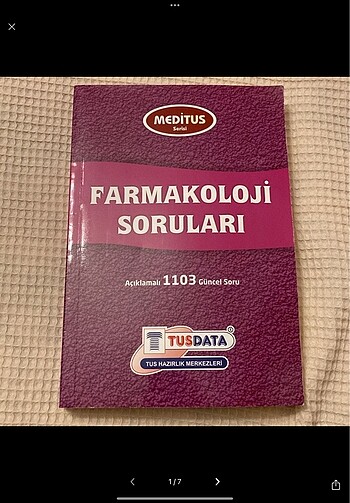 MEDİTUS
Serisi
FARMAKOLOJİ
SORULARI
Açıklamalı 1103 Güncel Soru
T TUSDATA ®
TUS HAZIRLIK MERKEZLERİ
1/7